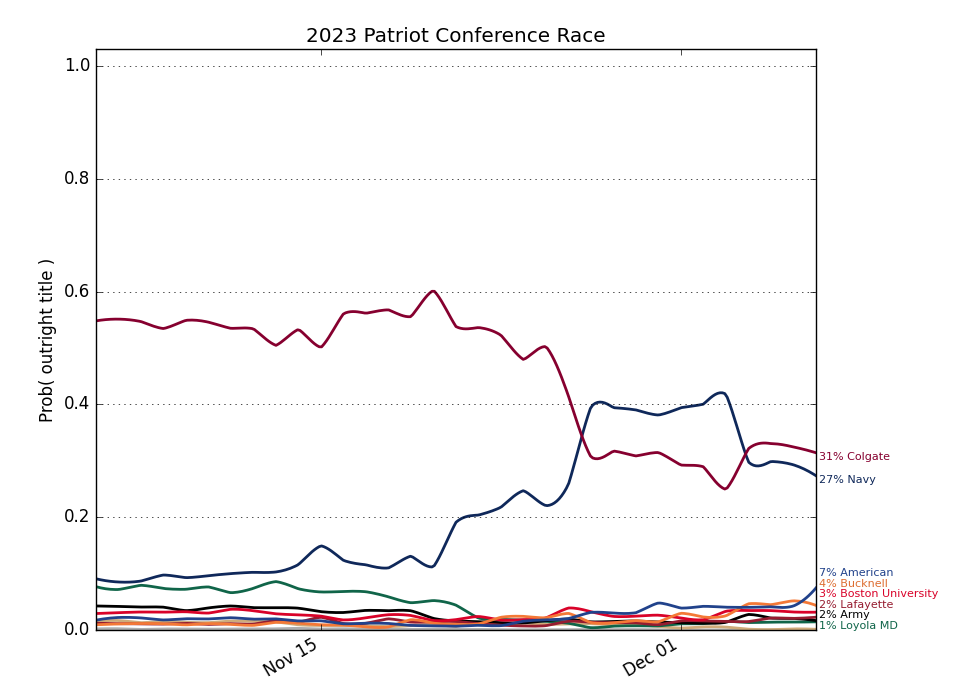 2023 Patriot Conference Race
Prob( outright title )
1.0
0.8
0.6
0.4
0.2
0.0
Nov 15
Dec 01
31% Colgate
27% Navy
7% American
4% Bucknell
3% Boston University
2% Lafayette
2% Army
1% Loyola MD